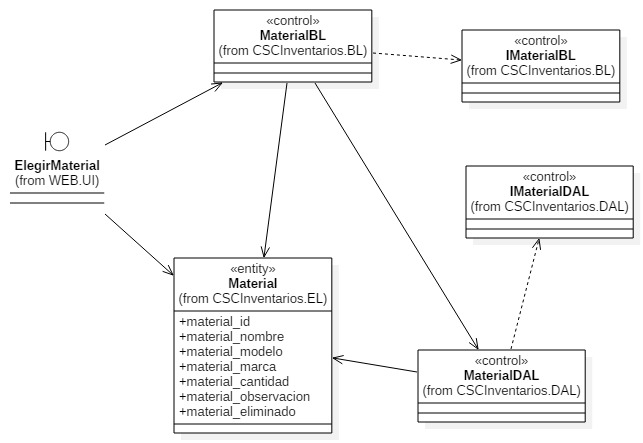 «control»
MaterialBL
(from CSCInventarios.BL)
«control»
IMaterialBL
(from CSCInventarios.BL)
ElegirMaterial
(from WEB.UI)
«control»
IMaterialDAL
(from CSCInventarios.DAL)
«entity»
Material
(from CSCInventarios.EL)
+material_id
+material_nombre
+material_modelo
+material_marca
+material_cantidad
+material_observacion
+material_eliminado
«control»
MaterialDAL
(from CSCInventarios.DAL)